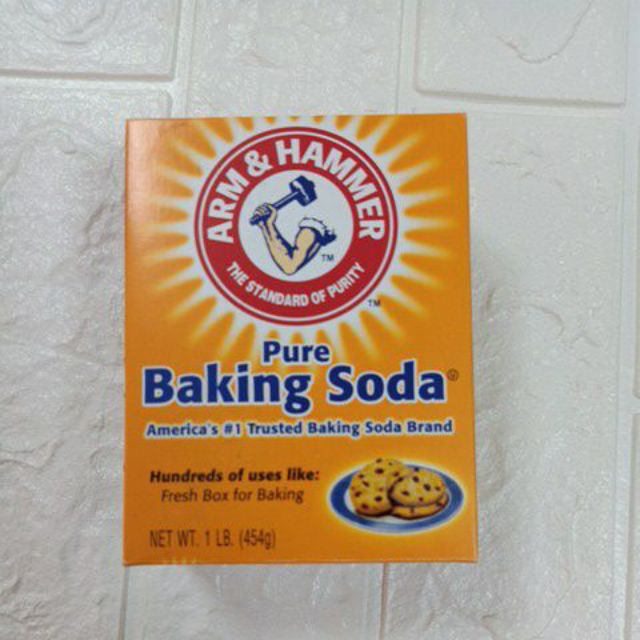 ARM & HAMMER
THE STANDARD OF PURITY
TM
TM
Pure
Baking Soda
America's #1 Trusted Baking Soda Brand
Hundreds of uses like:
Fresh Box for Baking
NET WT. 1 LB. (454g)